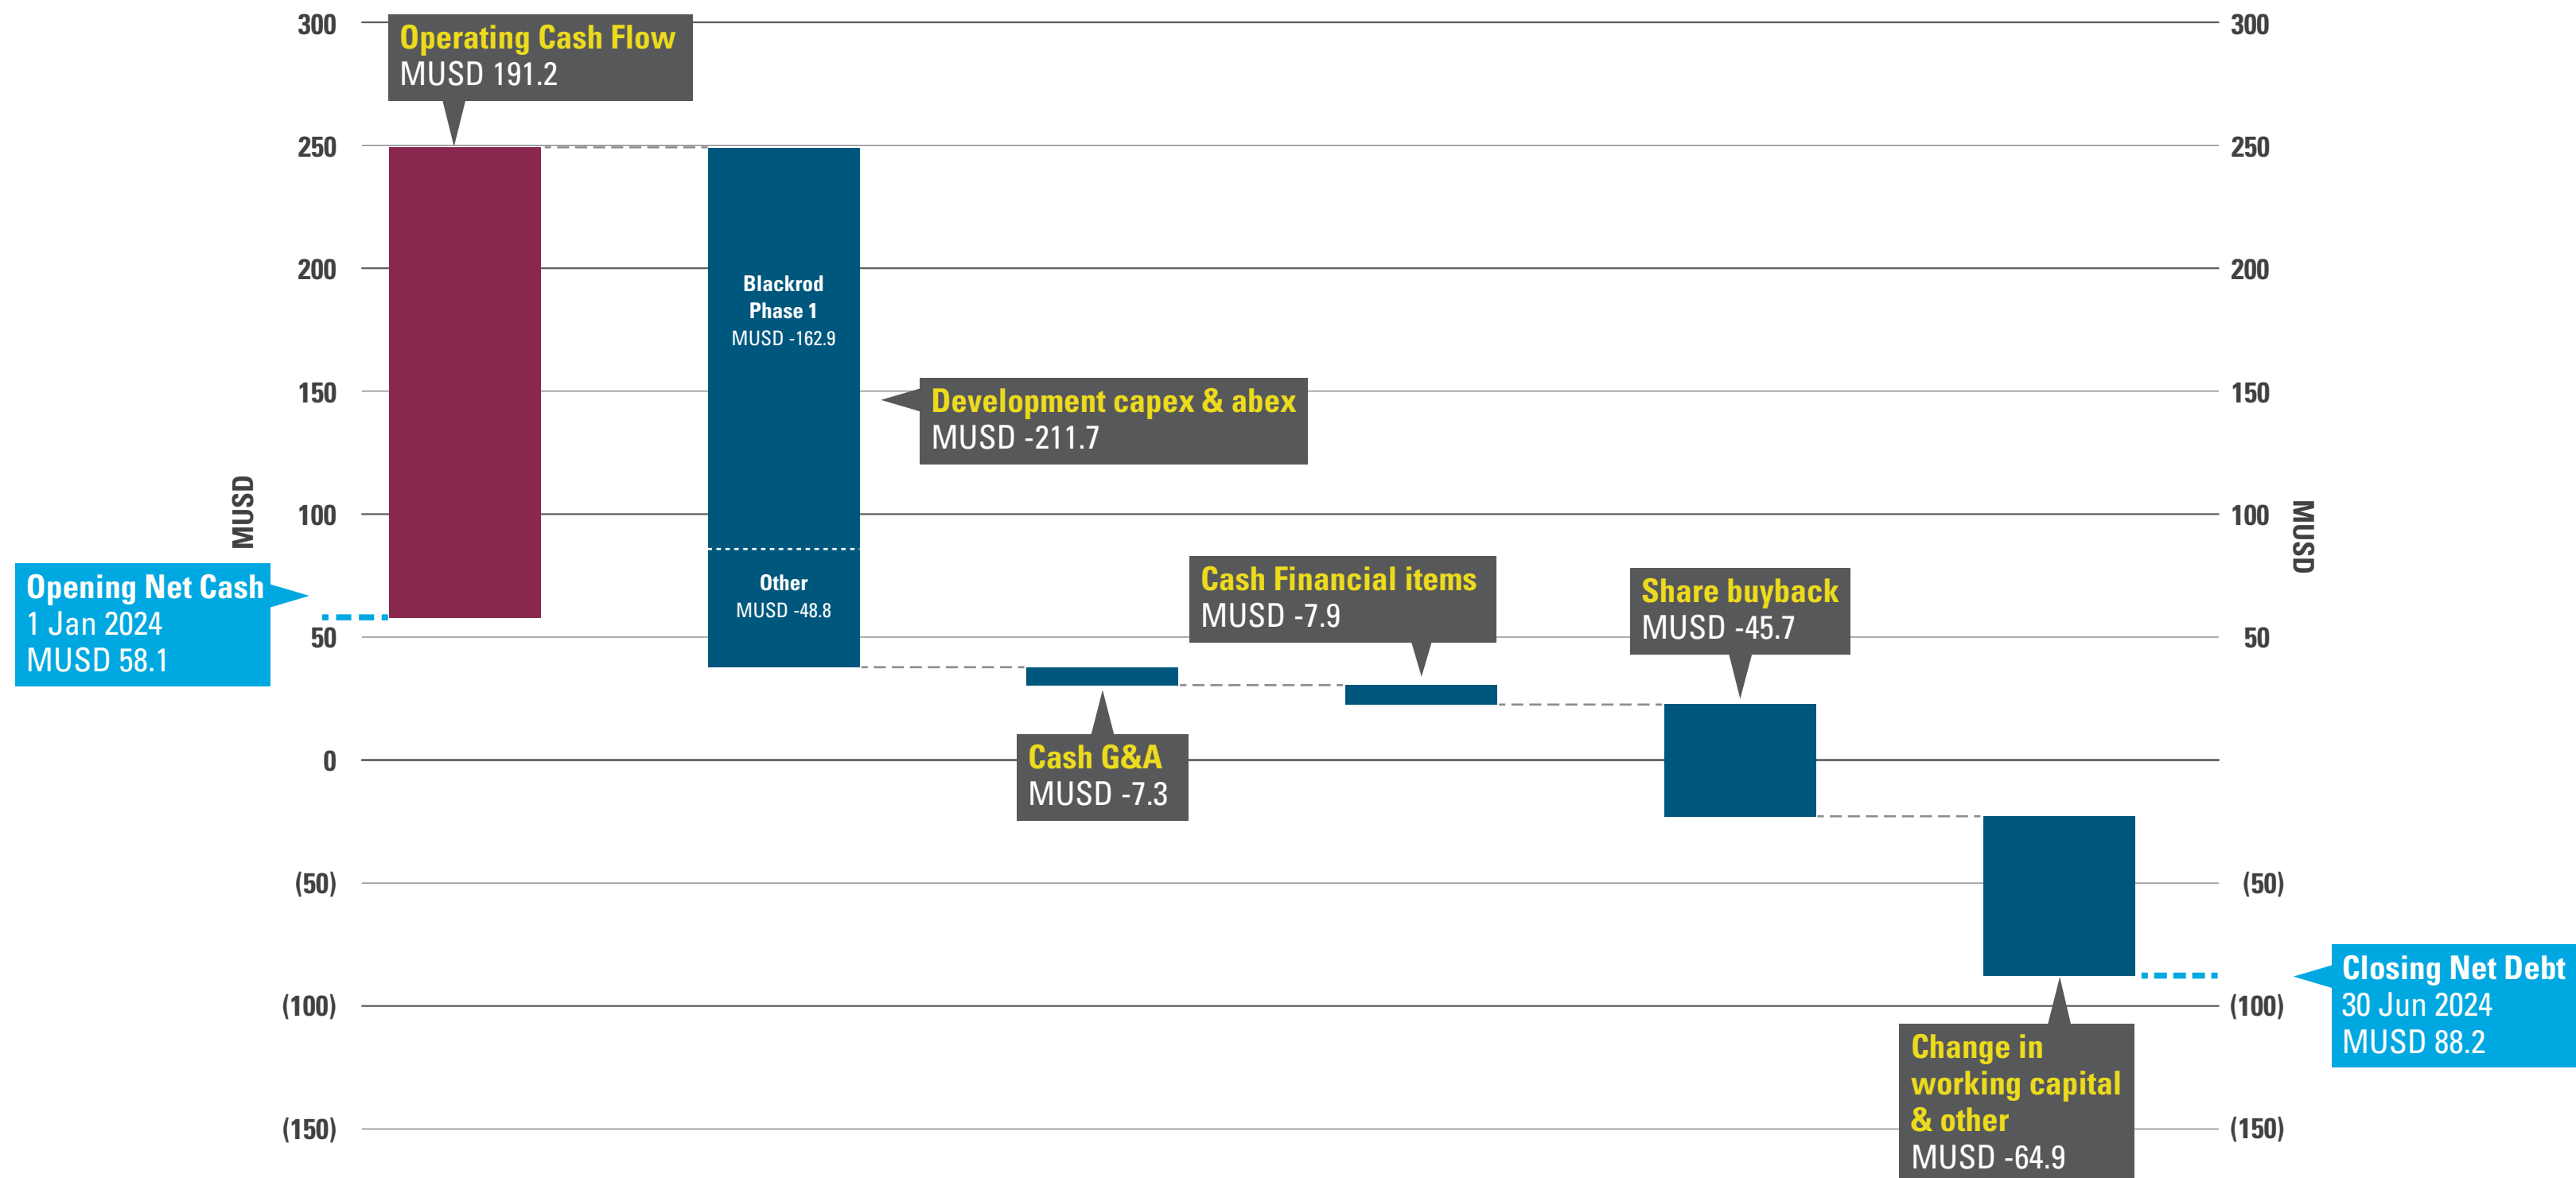 300
250
200
150
100
50
0
(50)
(100)
(150)
MUSD
Opening Net Cash
1 Jan 2024
MUSD 58.1
Operating Cash Flow
MUSD 191.2
Blackrod
Phase 1
MUSD -162.9
Other
MUSD -48.8
Development capex & abex
MUSD -211.7
Cash G&A
MUSD -7.3
Cash Financial items
MUSD -7.9
Share buyback
MUSD -45.7
Change in
working capital
& other
MUSD -64.9
300
250
200
150
100
50
(50)
(100)
(150)
MUSD
Closing Net Debt
30 Jun 2024
MUSD 88.2